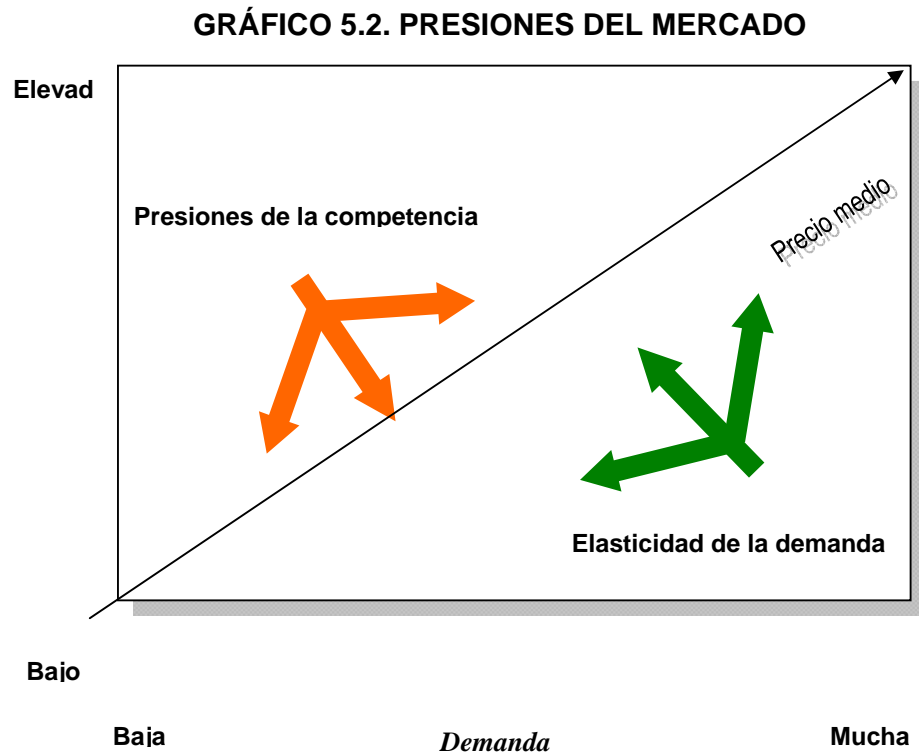 GRÁFICO 5.2. PRESIONES DEL MERCADO
Elevad
Precio medio
Presiones de la competencia
Elasticidad de la demanda
Bajo
Baja Demanda Mucha